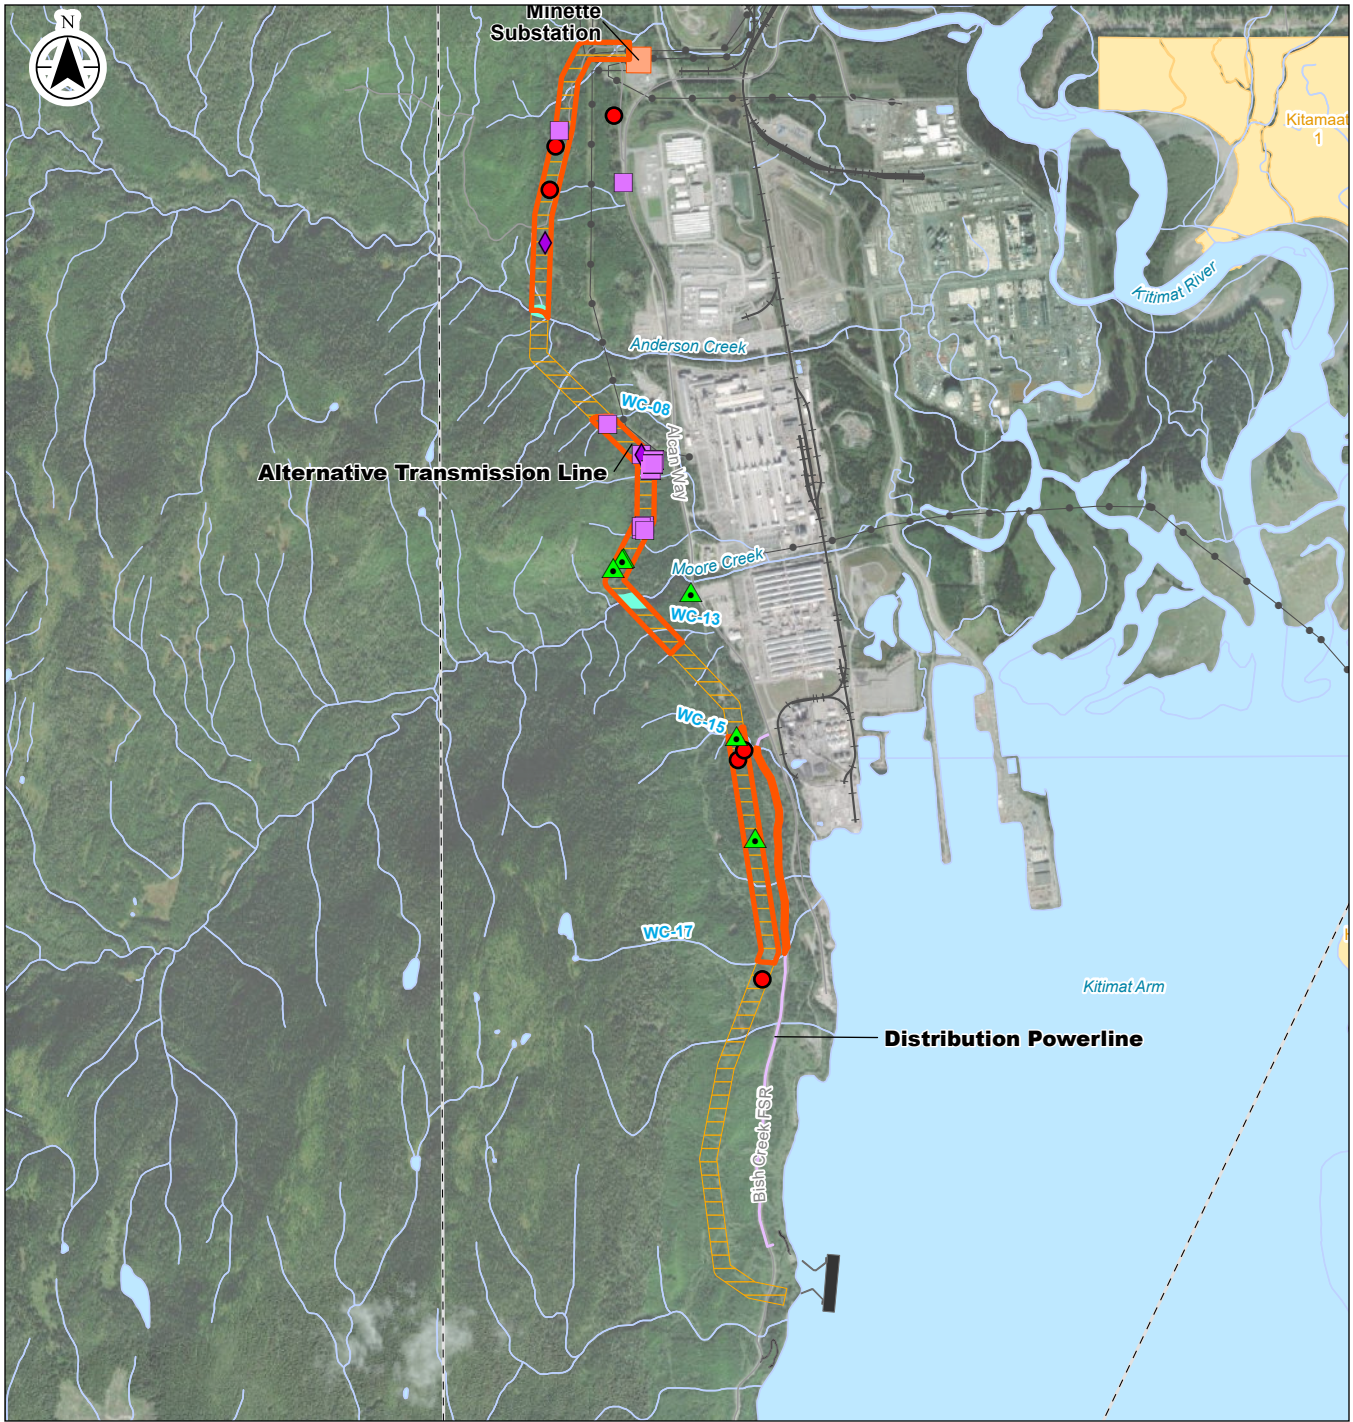 N
Minette
Substation
Kitamaat
1
Kitimat River
Anderson Creek
WC-08
Alcan Way
Alternative Transmission Line
Moore Creek
WC-13
WC-15
WC-17
Kitimat Arm
Distribution Powerline
Bish Creek FSR